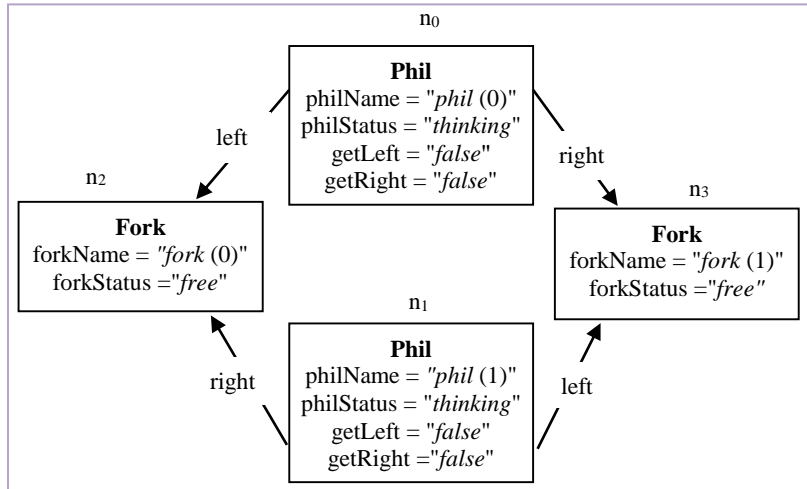 n₀
Phil
philName = "phil (0)"
philStatus = "thinking"
getLeft = "false"
getRight = "false"
left
right
n₂
Fork
forkName = "fork (0)"
forkStatus ="free"
n₃
Fork
forkName = "fork (1)"
forkStatus ="free"
n₁
Phil
philName = "phil (1)"
philStatus = "thinking"
getLeft = "false"
getRight ="false"
right
left